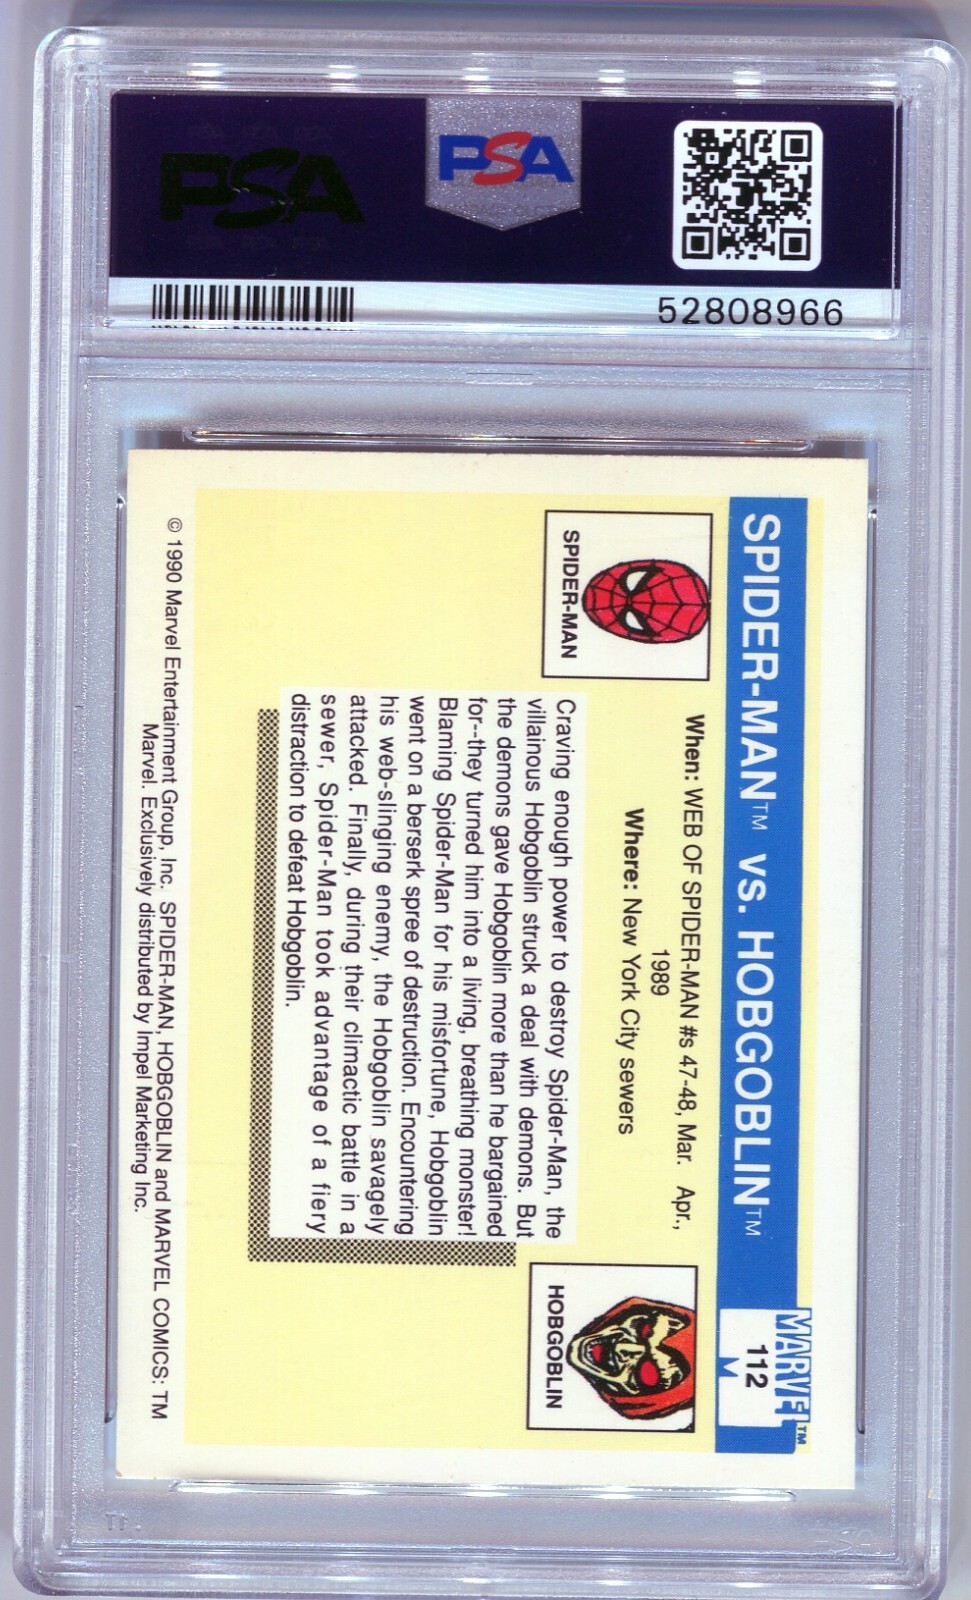 PSA
PSA
52808966
SPIDER-MAN™ vs. HOBGOBLIN™
MARVEL™
112
M
SPIDER-MAN
When: WEB OF SPIDER-MAN #s 47-48, Mar. Apr.,
1989
Where: New York City sewers
Craving enough power to destroy Spider-Man, the
villainous Hobgoblin struck a deal with demons. But
the demons gave Hobgoblin more than he bargained
for--they turned him into a living, breathing monster!
Blaming Spider-Man for his misfortune, Hobgoblin
went on a berserk spree of destruction. Encountering
his web-slinging enemy, the Hobgoblin savagely
attacked. Finally, during their climactic battle in a
sewer, Spider-Man took advantage of a fiery
distraction to defeat Hobgoblin.
HOBGOBLIN
© 1990 Marvel Entertainment Group, Inc. SPIDER-MAN, HOBGOBLIN and MARVEL COMICS: TM
Marvel. Exclusively distributed by Impel Marketing Inc.